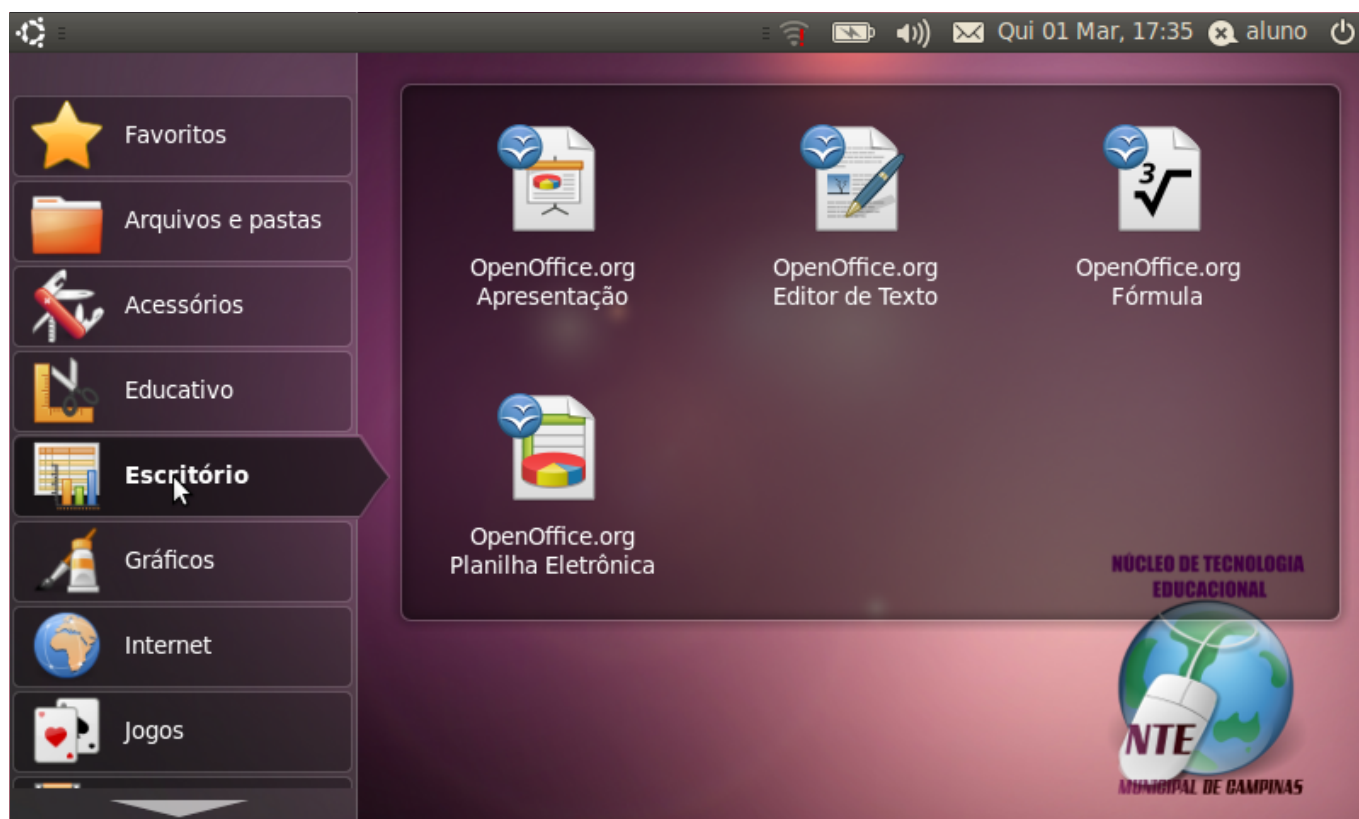 Qui 01 Mar, 17:35 aluno
Favoritos
Arquivos e pastas
Acessórios
Educativo
Escritório
Gráficos
Internet
Jogos
OpenOffice.org
Apresentação
OpenOffice.org
Editor de Texto
OpenOffice.org
Fórmula
OpenOffice.org
Planilha Eletrônica
NÚCLEO DE TECNOLOGIA
EDUCACIONAL
NTE
MUNICIPAL DE CAMPINAS